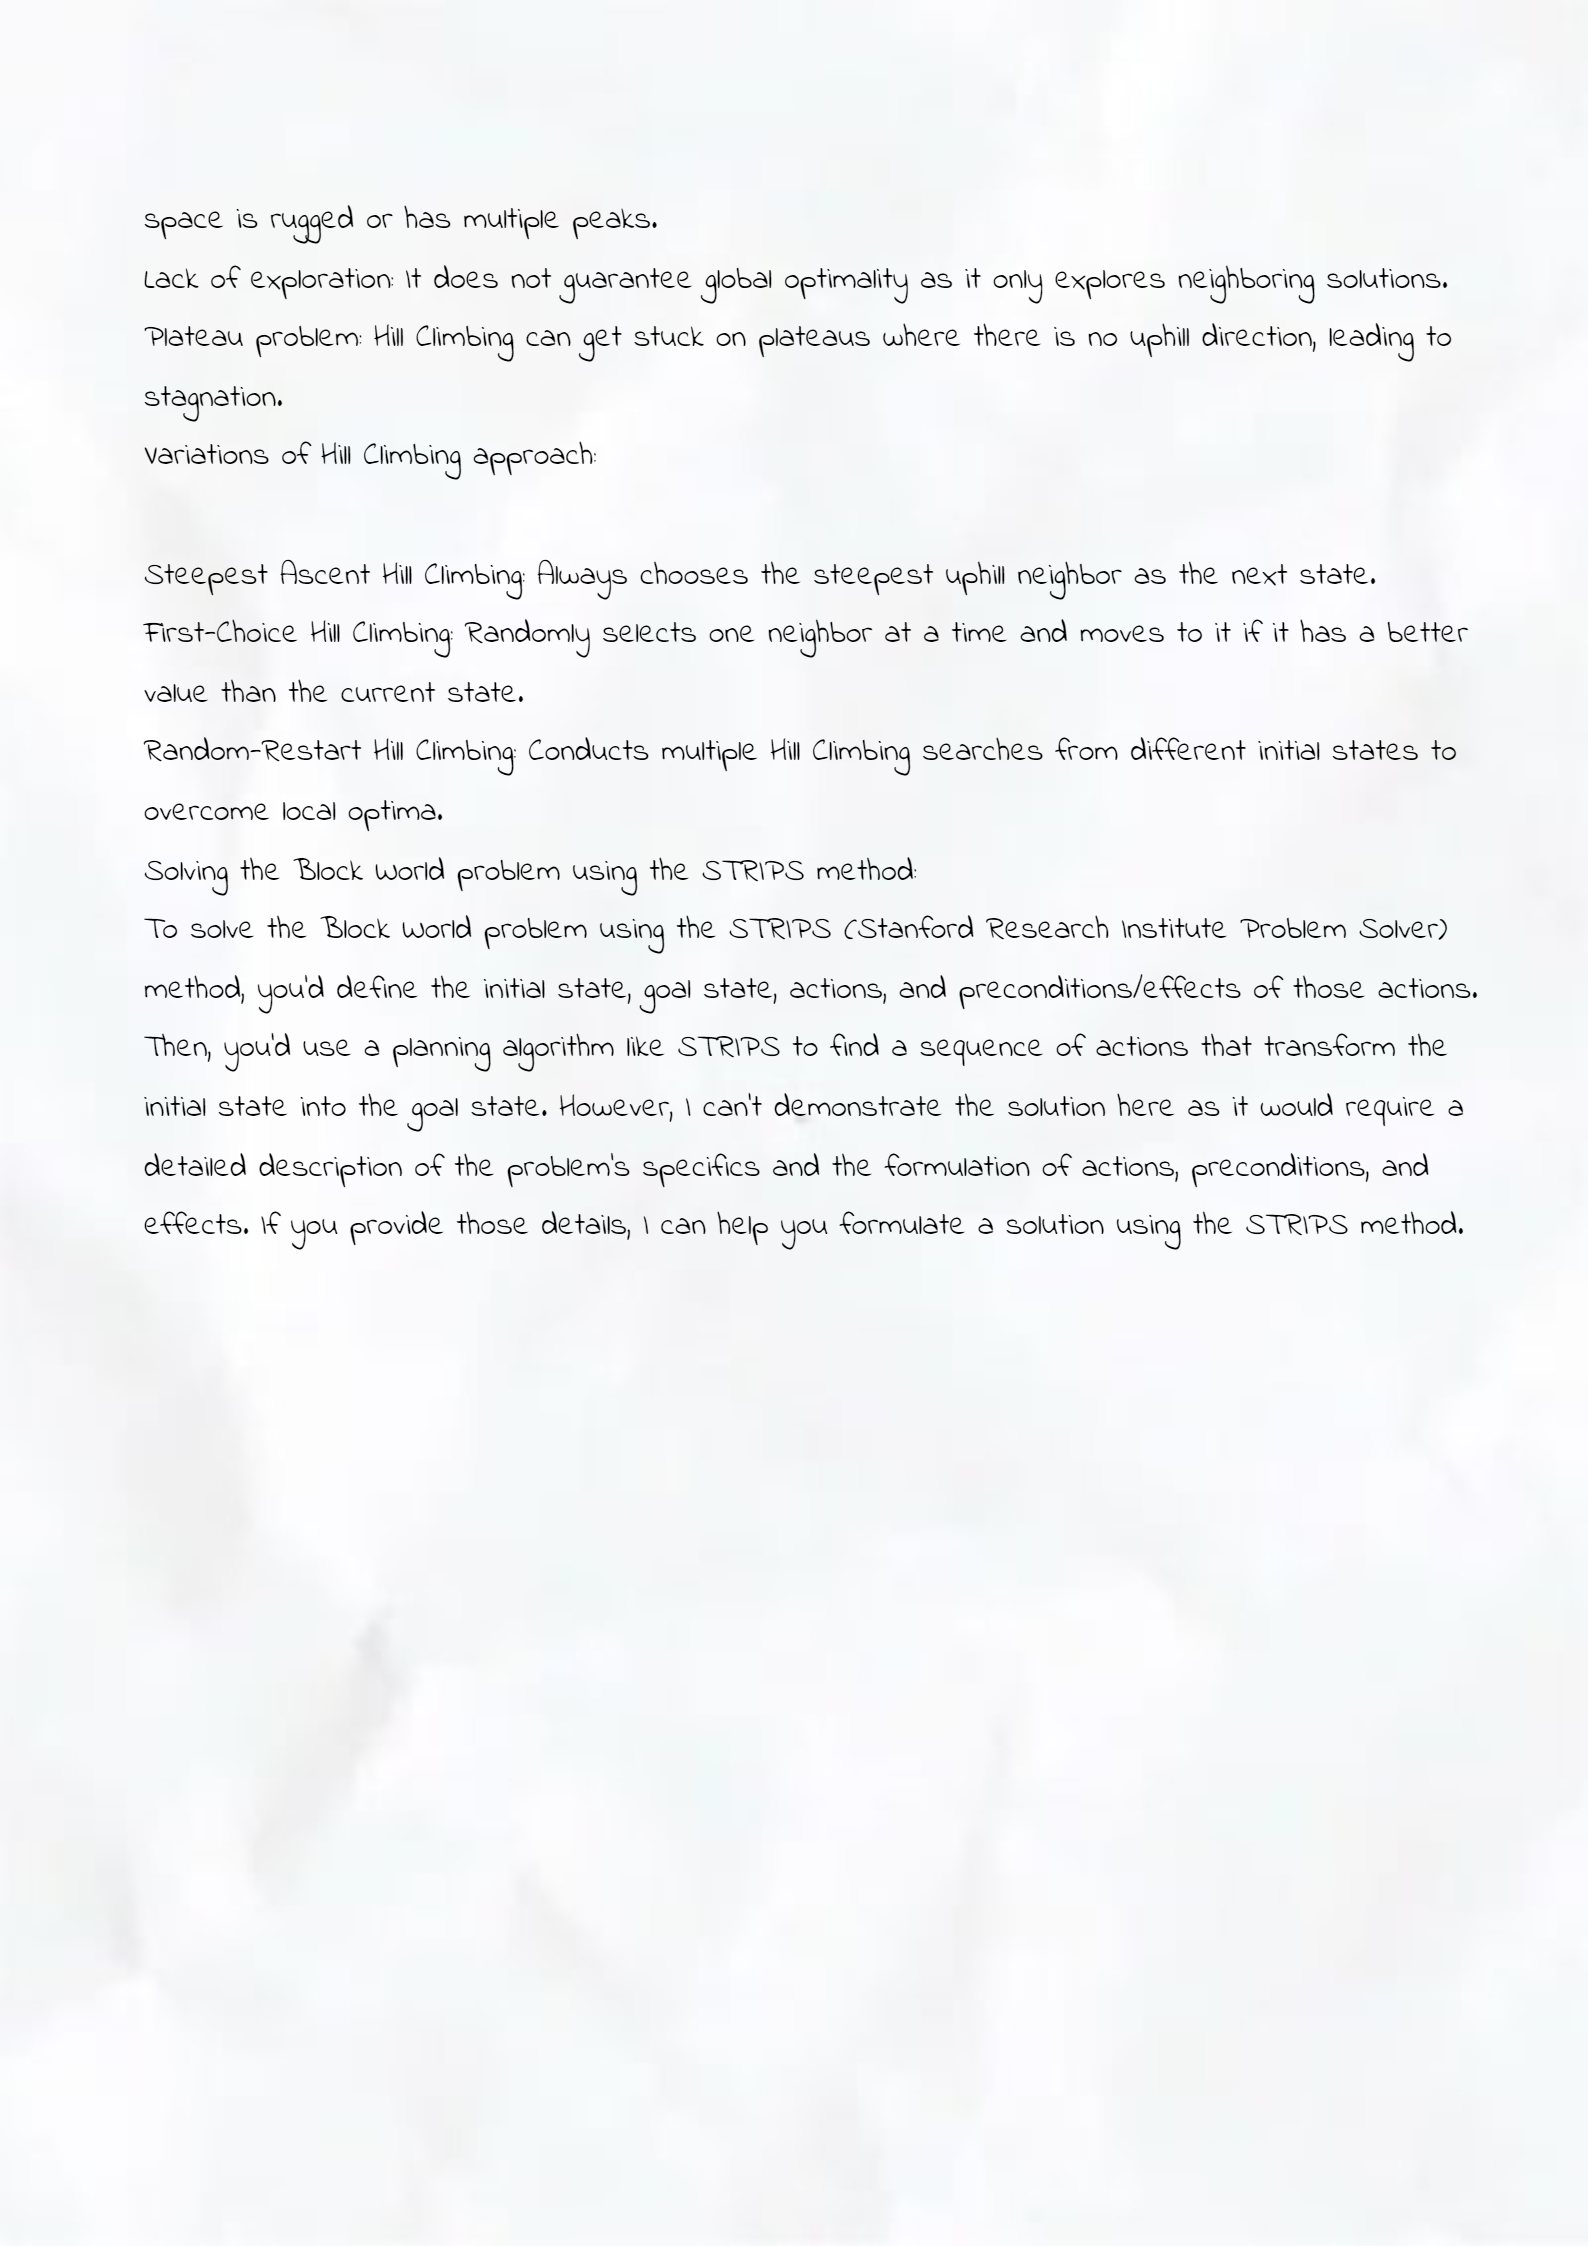 space is rugged or has multiple peaks.
Lack of exploration: It does not guarantee global optimality as it only explores neighboring solutions.
Plateau problem: Hill Climbing can get stuck on plateaus where there is no uphill direction, leading to
stagnation.
Variations of Hill Climbing approach:
Steepest Ascent Hill Climbing: Always chooses the steepest uphill neighbor as the next state.
First-Choice Hill Climbing: Randomly selects one neighbor at a time and moves to it if it has a better
value than the current state.
Random-Restart Hill Climbing: Conducts multiple Hill Climbing searches from different initial states to
overcome local optima.
Solving the Block World problem using the STRIPS method:
To solve the Block World problem using the STRIPS (Stanford Research Institute Problem Solver)
method, you'd define the initial state, goal state, actions, and preconditions/effects of those actions.
Then, you'd use a planning algorithm like STRIPS to find a sequence of actions that transform the
initial state into the goal state. However, I can't demonstrate the solution here as it would require a
detailed description of the problem's specifics and the formulation of actions, preconditions, and
effects. If you provide those details, I can help you formulate a solution using the STRIPS method.